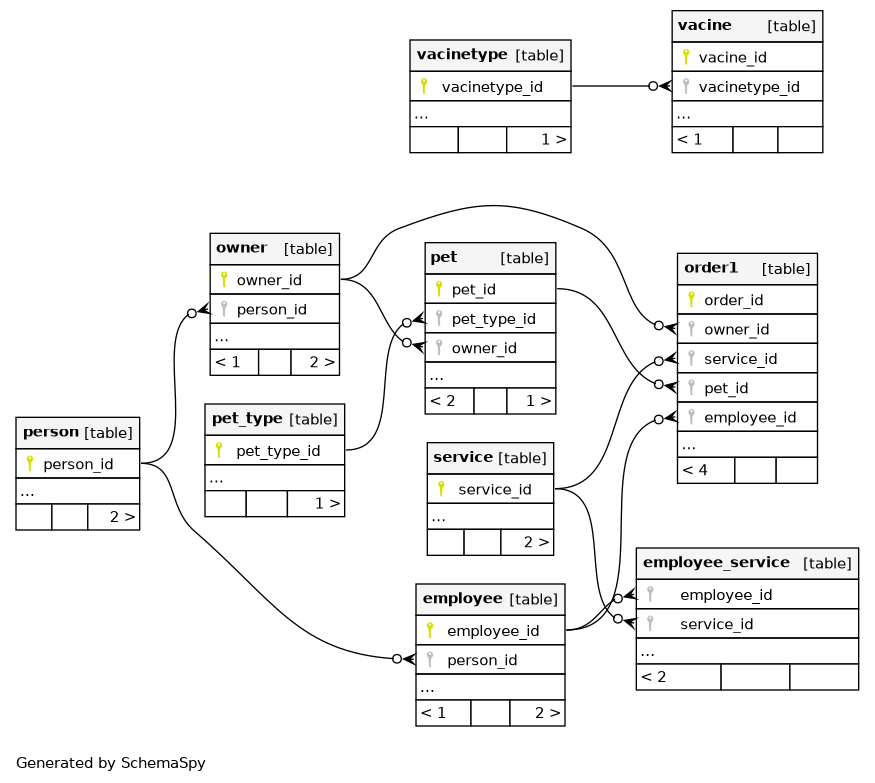 vacinetype [table]
vacinetype_id
...
1 >
vacine [table]
vacine_id
vacinetype_id
...
< 1
owner [table]
owner_id
person_id
...
< 1 2 >
pet [table]
pet_id
pet_type_id
owner_id
...
< 2 1 >
order1 [table]
order_id
owner_id
service_id
pet_id
employee_id
...
< 4
person [table]
person_id
...
2 >
pet_type [table]
pet_type_id
...
1 >
service [table]
service_id
...
2 >
employee [table]
employee_id
person_id
...
< 1 2 >
employee_service [table]
employee_id
service_id
...
< 2
Generated by SchemaSpy